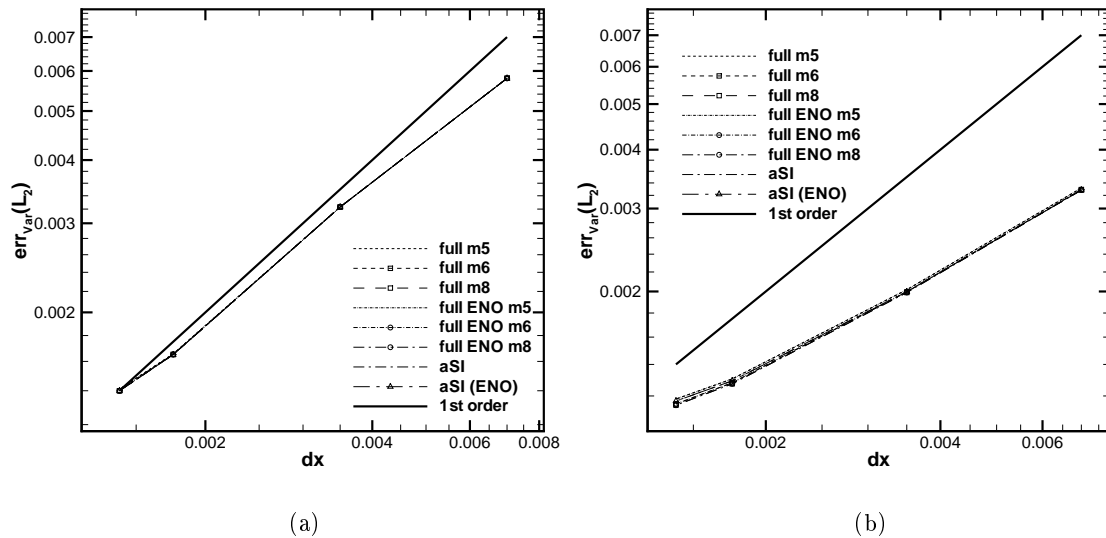 0.007
0.006
0.005
0.004
0.003
0.002
err_Var(L_2)
full m5
full m6
full m8
full ENO m5
full ENO m6
full ENO m8
aSI
aSI (ENO)
1st order
0.002 0.004 0.006 0.008
dx
(a)
0.007
0.006
0.005
0.004
0.003
0.002
err_Var(L_2)
full m5
full m6
full m8
full ENO m5
full ENO m6
full ENO m8
aSI
aSI (ENO)
1st order
0.002 0.004 0.006
dx
(b)